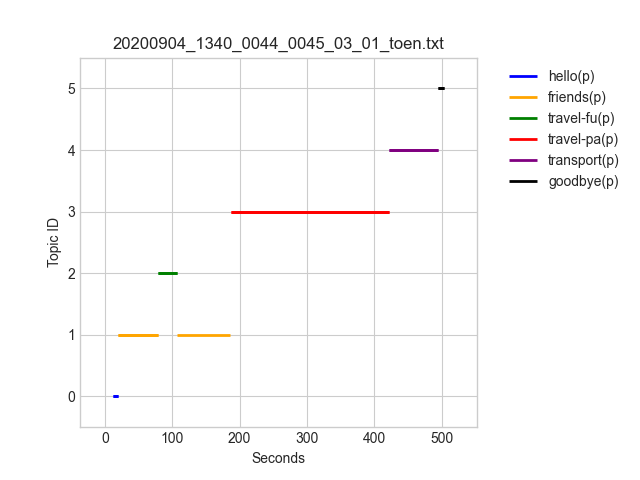 20200904_1340_0044_0045_03_01_toen.txt
hello(p)
friends(p)
travel-fu(p)
travel-pa(p)
transport(p)
goodbye(p)
Topic ID
5
4
3
2
1
0
0 100 200 300 400 500
Seconds